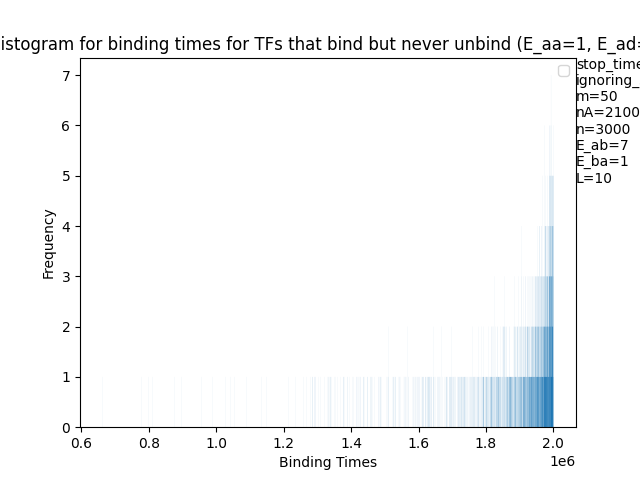 istogram for binding times for TFs that bind but never unbind (E_aa=1, E_ad=
stop_time
ignoring_
m=50
nA=2100
n=3000
E_ab=7
E_ba=1
L=10
7
6
5
4
3
2
1
0
Frequency
0.6 0.8 1.0 1.2 1.4 1.6 1.8 2.0
1e6
Binding Times